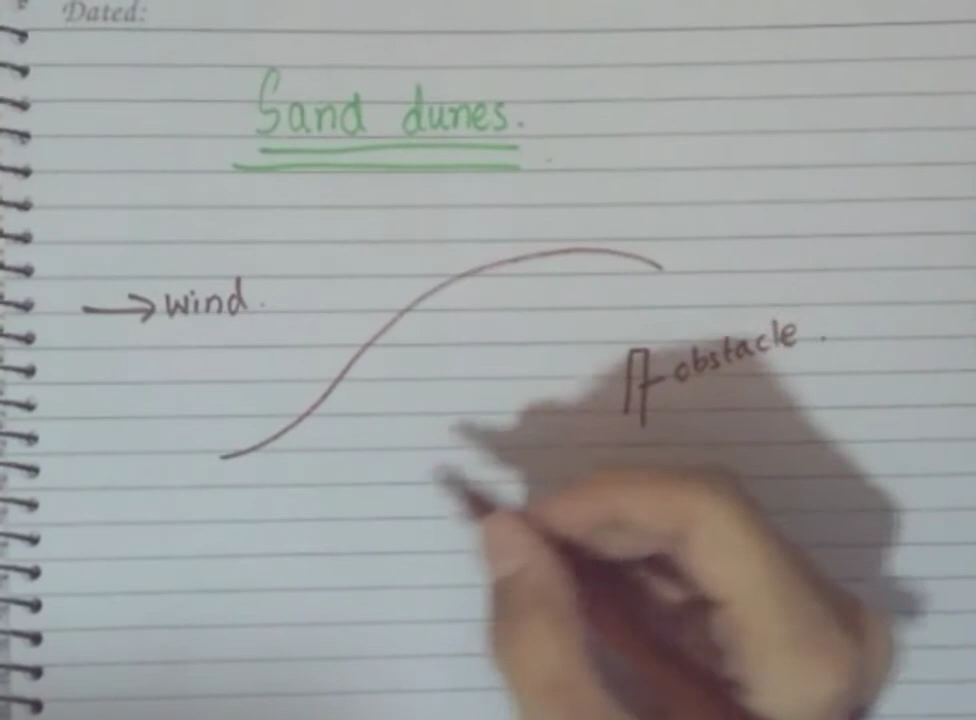 Dated:
Sand dunes.
→ wind.
obstacle.